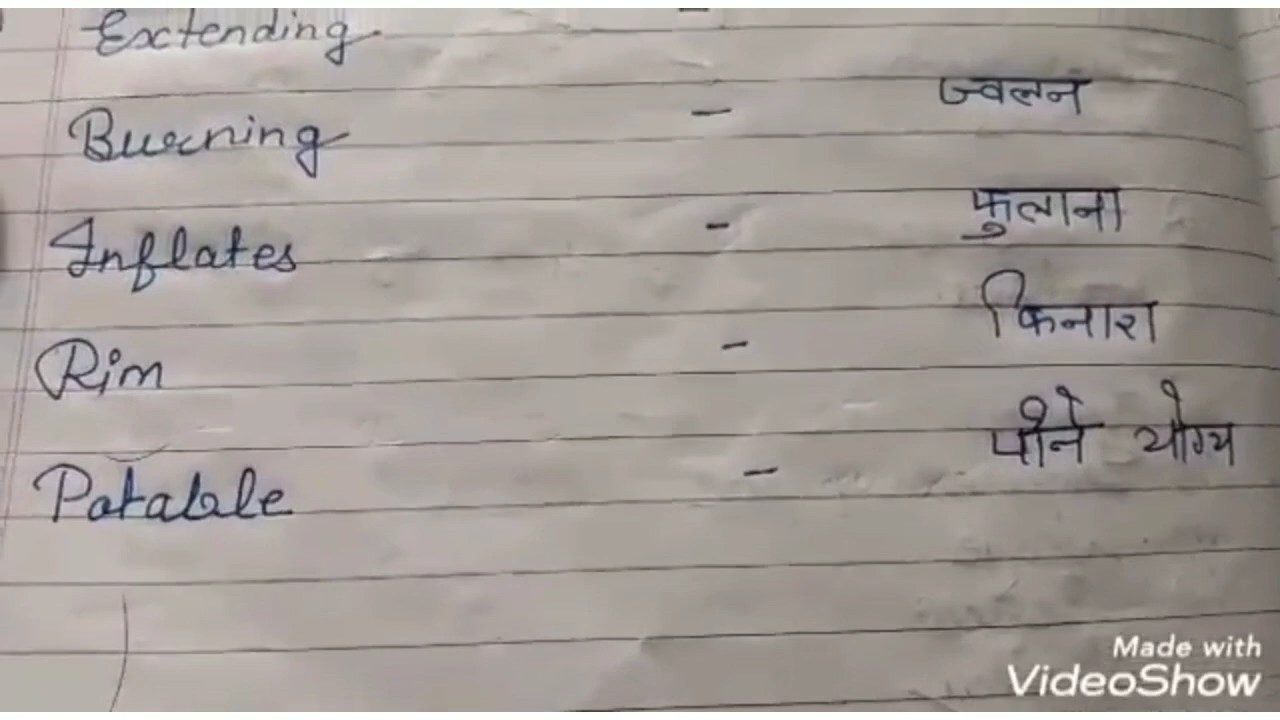 Extending -
Burning - ज्वलन
Inflates - फुलाना
Rim - किनारा
Potable - पीने योग्य
Made with
VideoShow